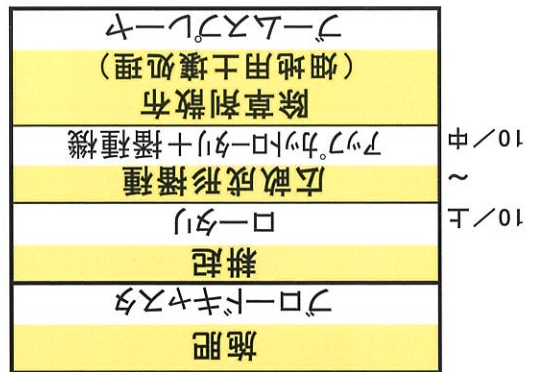 施肥
ブロードキャスタ
耕起
ロータリ
10/上
～
10/中
広畝成形播種
アップカットロータリ+播種機
除草剤散布
(畑地用土壌処理)
ブームスプレーヤ